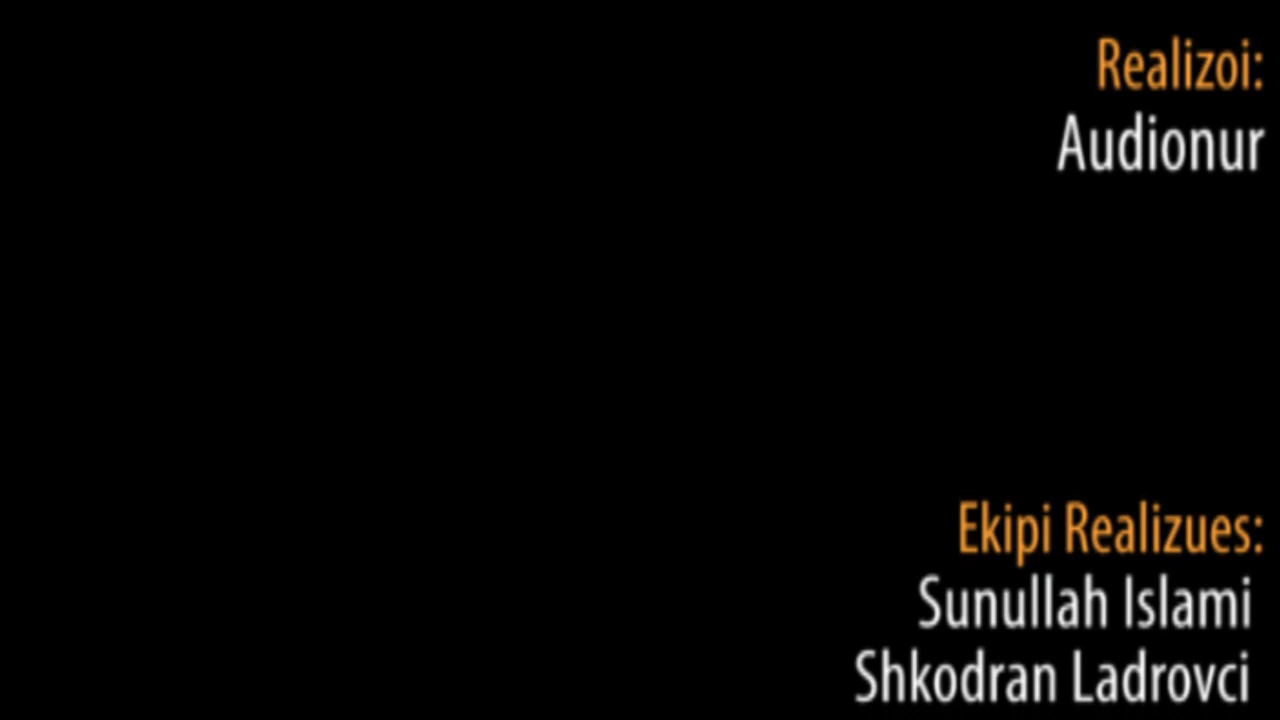 Realizoi:
Audionur
Ekipi Realizues:
Sunullah Islami
Shkodran Ladrovci